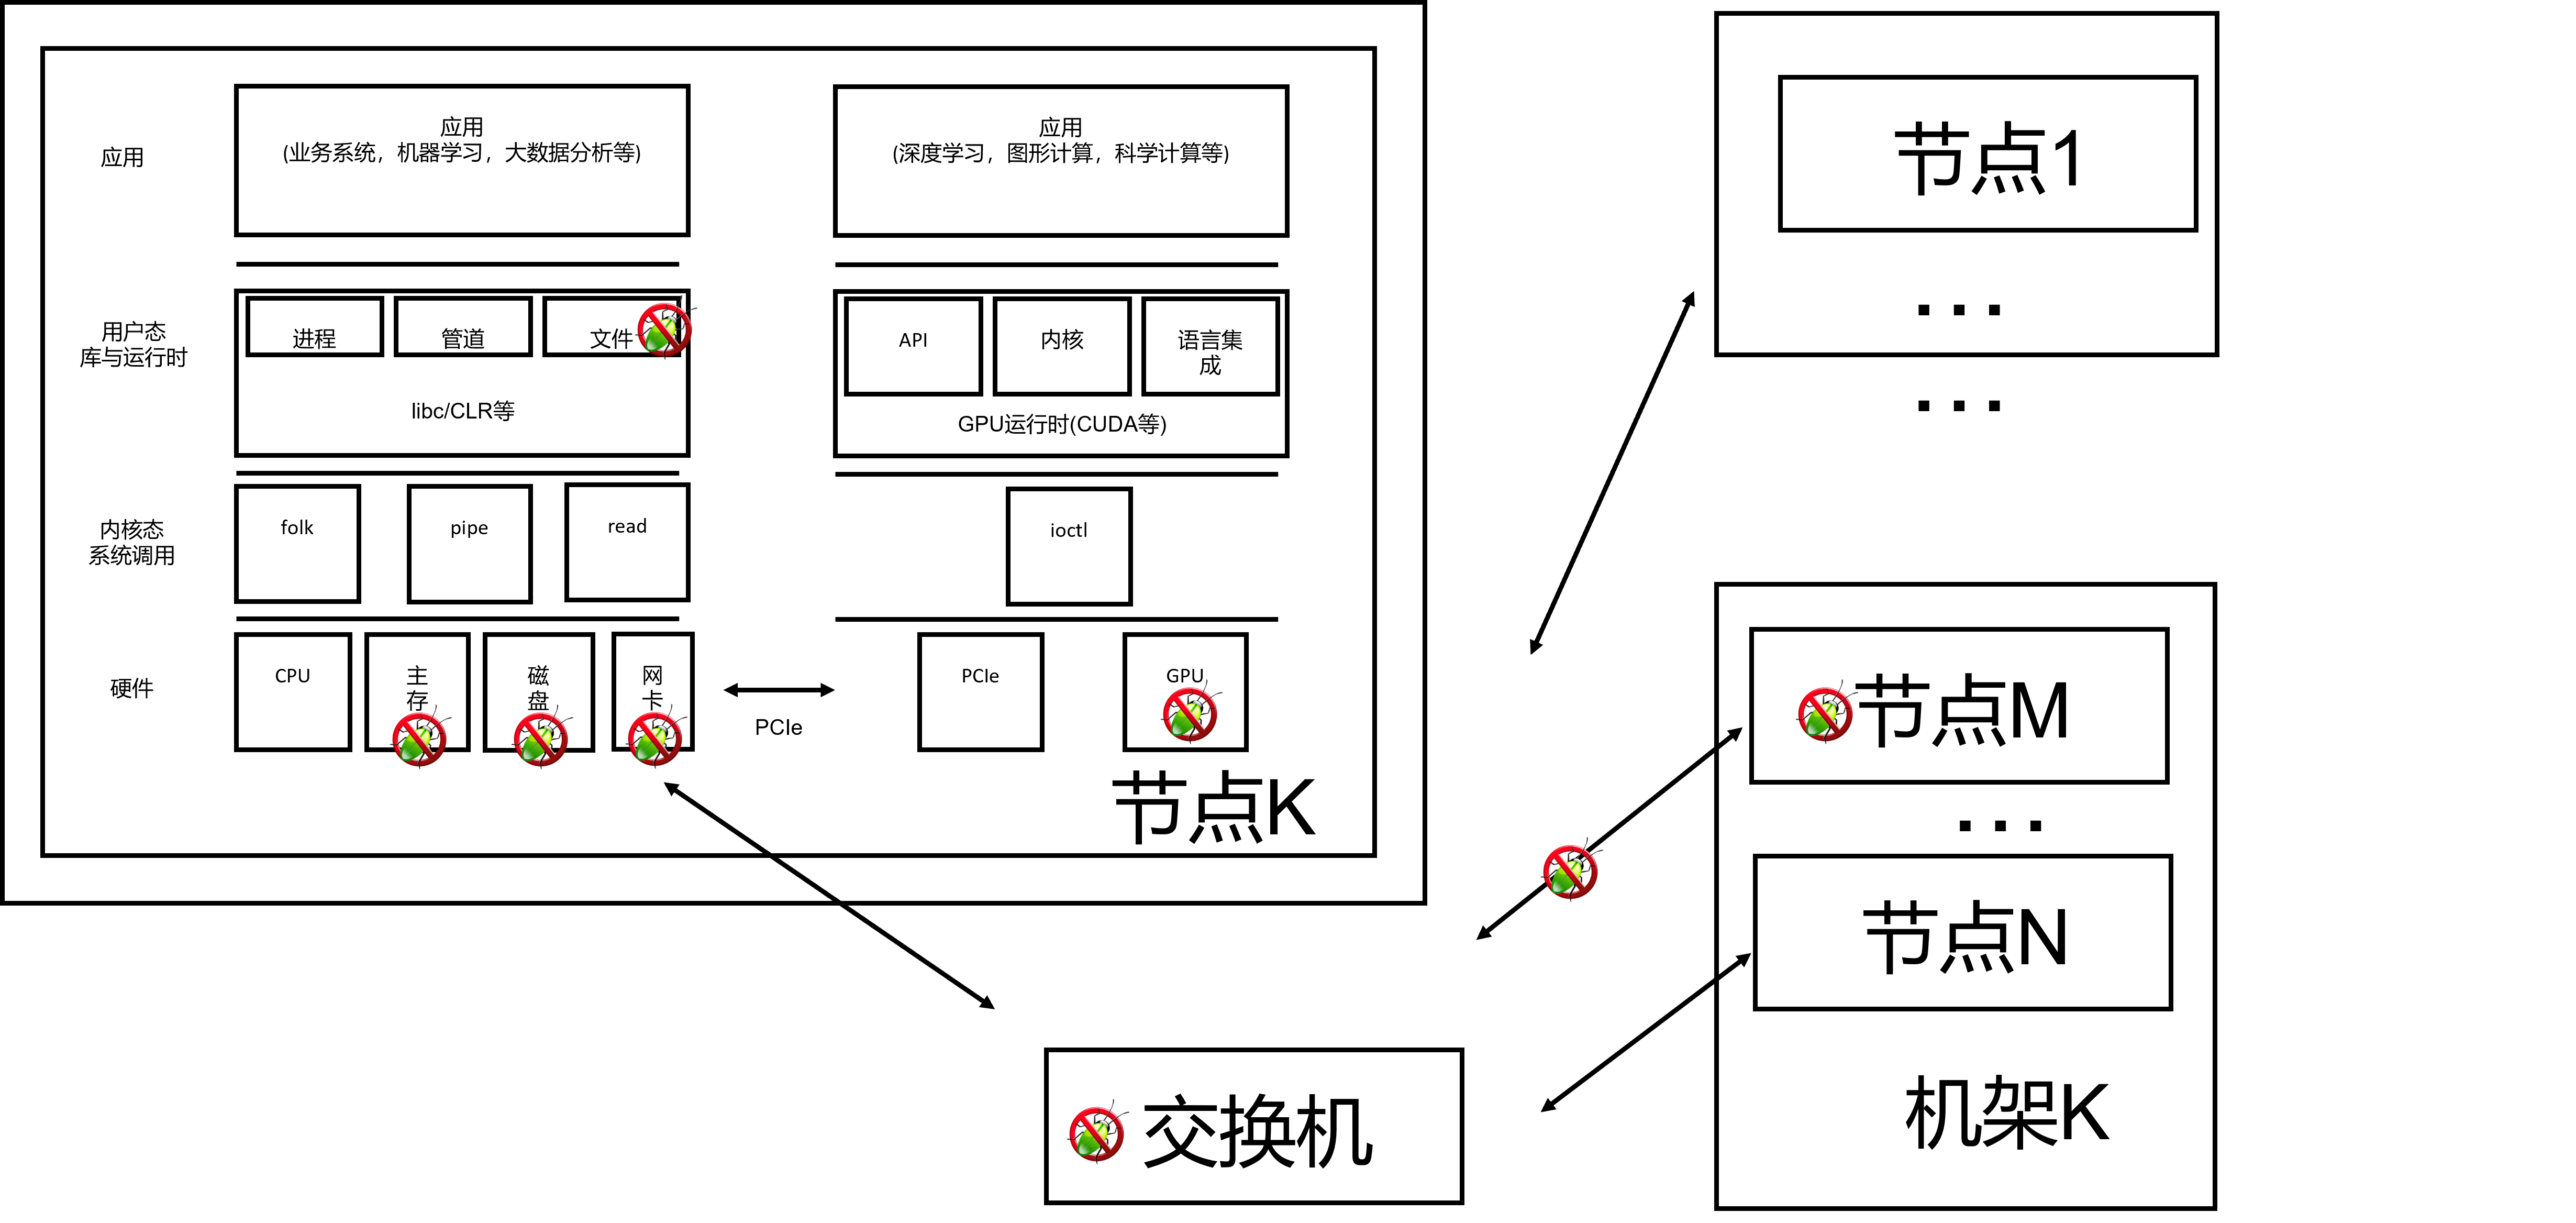 应用
应用
(业务系统，机器学习，大数据分析等)
应用
(深度学习，图形计算，科学计算等)
用户态
库与运行时
进程
管道
文件
libc/CLR等
API
内核
语言集
成
GPU运行时(CUDA等)
内核态
系统调用
folk
pipe
read
ioctl
硬件
CPU
主
存
磁
盘
网
卡
PCIe
PCIe
GPU
节点K
节点1
...
...
节点M
...
节点N
机架K
交换机